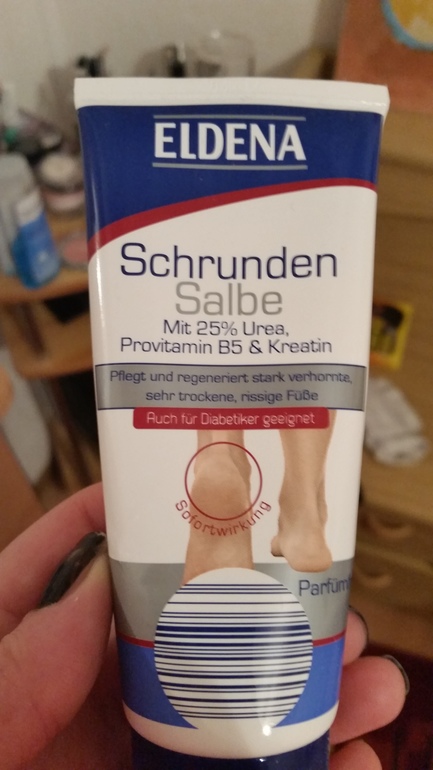 ELDENA
Schrunden
Salbe
Mit 25% Urea,
Provitamin B5 & Kreatin
Pflegt und regeneriert stark verhornte,
sehr trockene, rissige Füße
Auch für Diabetiker geeignet
Sofortwirkung